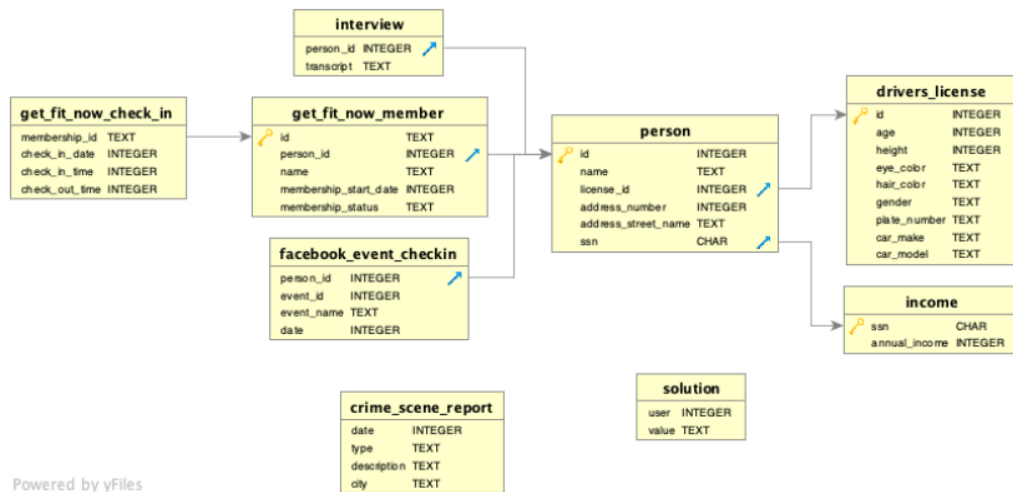 interview
person_id INTEGER
transcript TEXT
get_fit_now_check_in
membership_id TEXT
check_in_date INTEGER
check_in_time INTEGER
check_out_time INTEGER
get_fit_now_member
id TEXT
person_id INTEGER
name TEXT
membership_start_date INTEGER
membership_status TEXT
facebook_event_checkin
person_id INTEGER
event_id INTEGER
event_name TEXT
date INTEGER
person
id INTEGER
name TEXT
license_id INTEGER
address_number INTEGER
address_street_name TEXT
ssn CHAR
drivers_license
id INTEGER
age INTEGER
height INTEGER
eye_color TEXT
hair_color TEXT
gender TEXT
plate_number TEXT
car_make TEXT
car_model TEXT
income
ssn CHAR
annual_income INTEGER
crime_scene_report
date INTEGER
type TEXT
description TEXT
city TEXT
solution
user INTEGER
value TEXT
Powered by yFiles